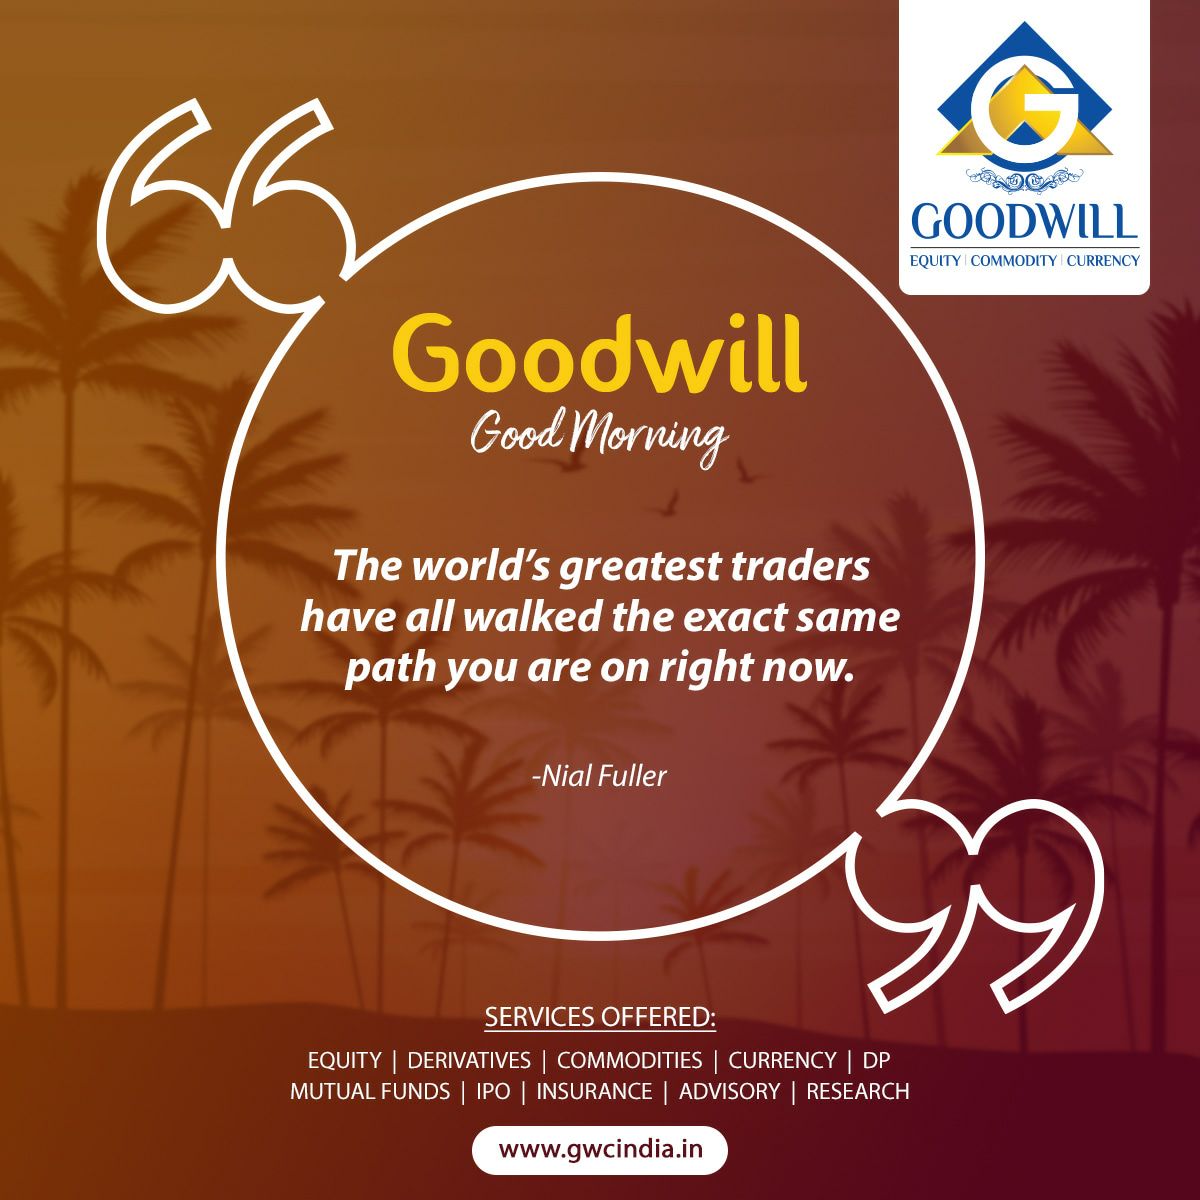 GOODWILL
EQUITY | COMMODITY | CURRENCY
Goodwill
Good Morning
The world's greatest traders
have all walked the exact same
path you are on right now.
-Nial Fuller
SERVICES OFFERED:
EQUITY | DERIVATIVES | COMMODITIES | CURRENCY | DP
MUTUAL FUNDS | IPO | INSURANCE | ADVISORY | RESEARCH
www.gwcindia.in